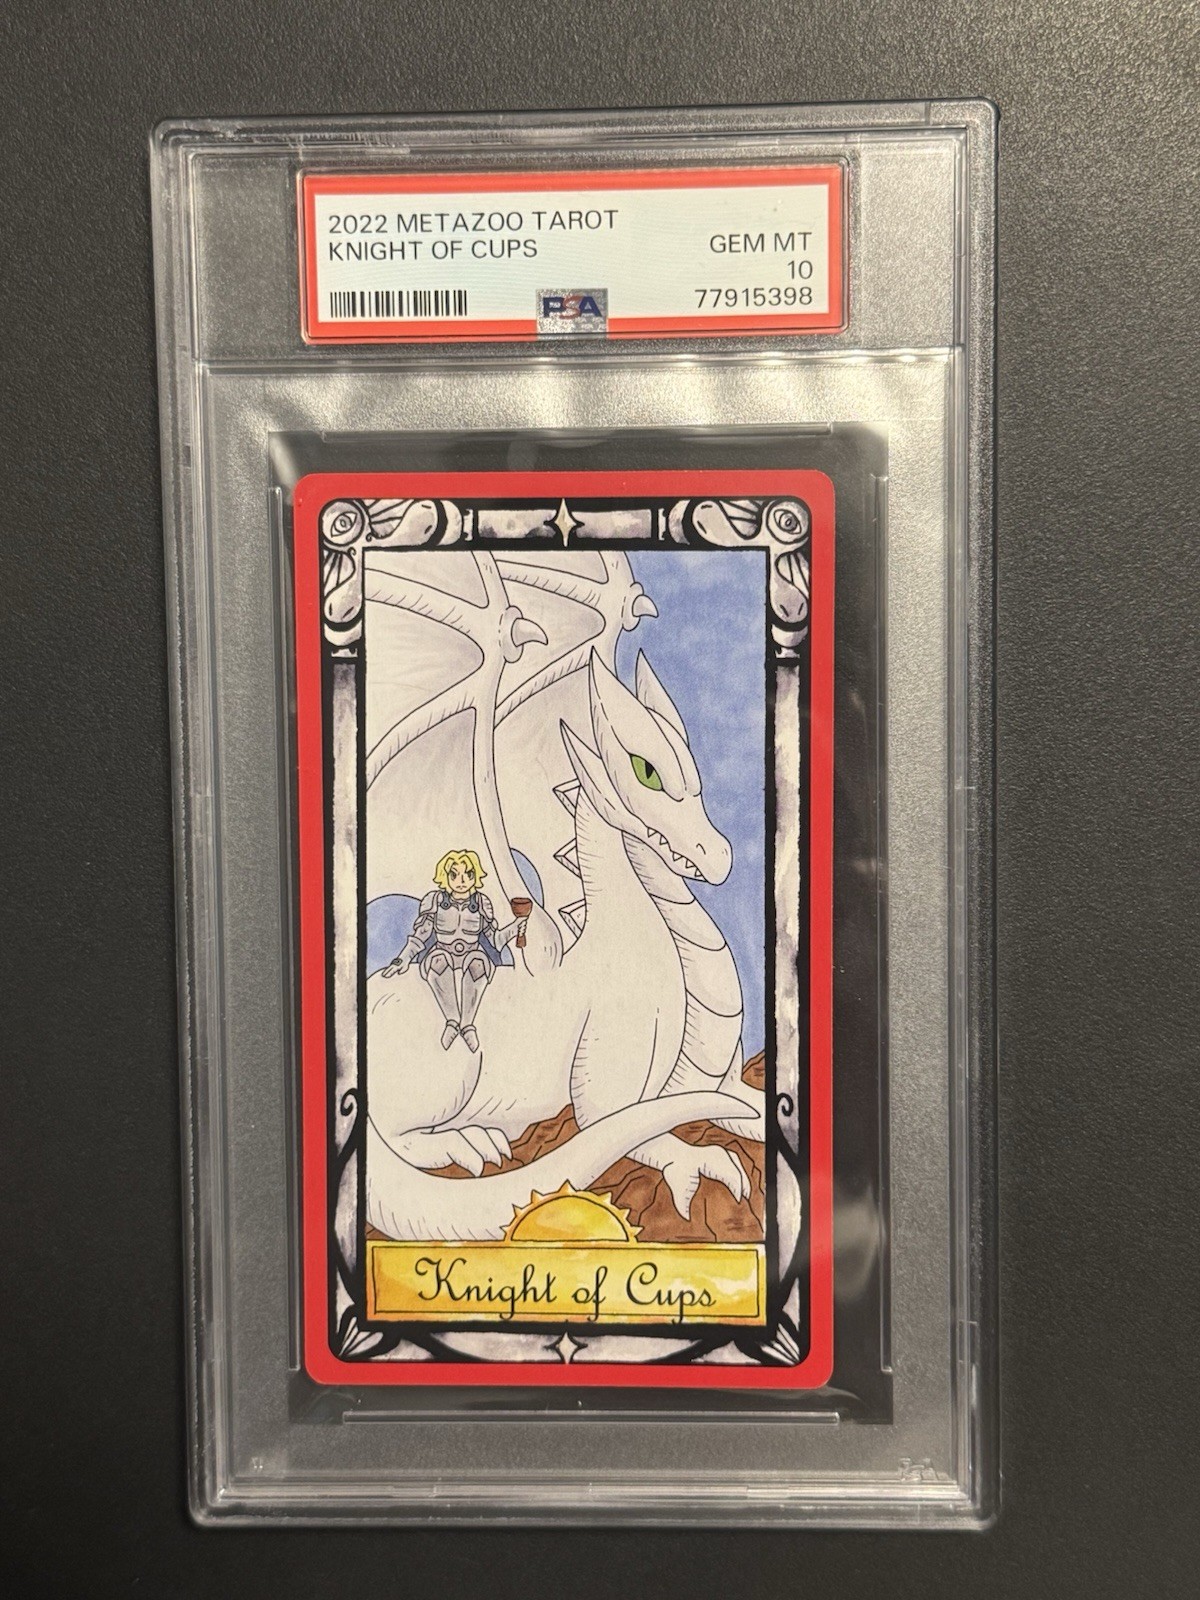 2022 METAZOO TAROT
KNIGHT OF CUPS
GEM MT
10
77915398
PSA
Knight of Cups